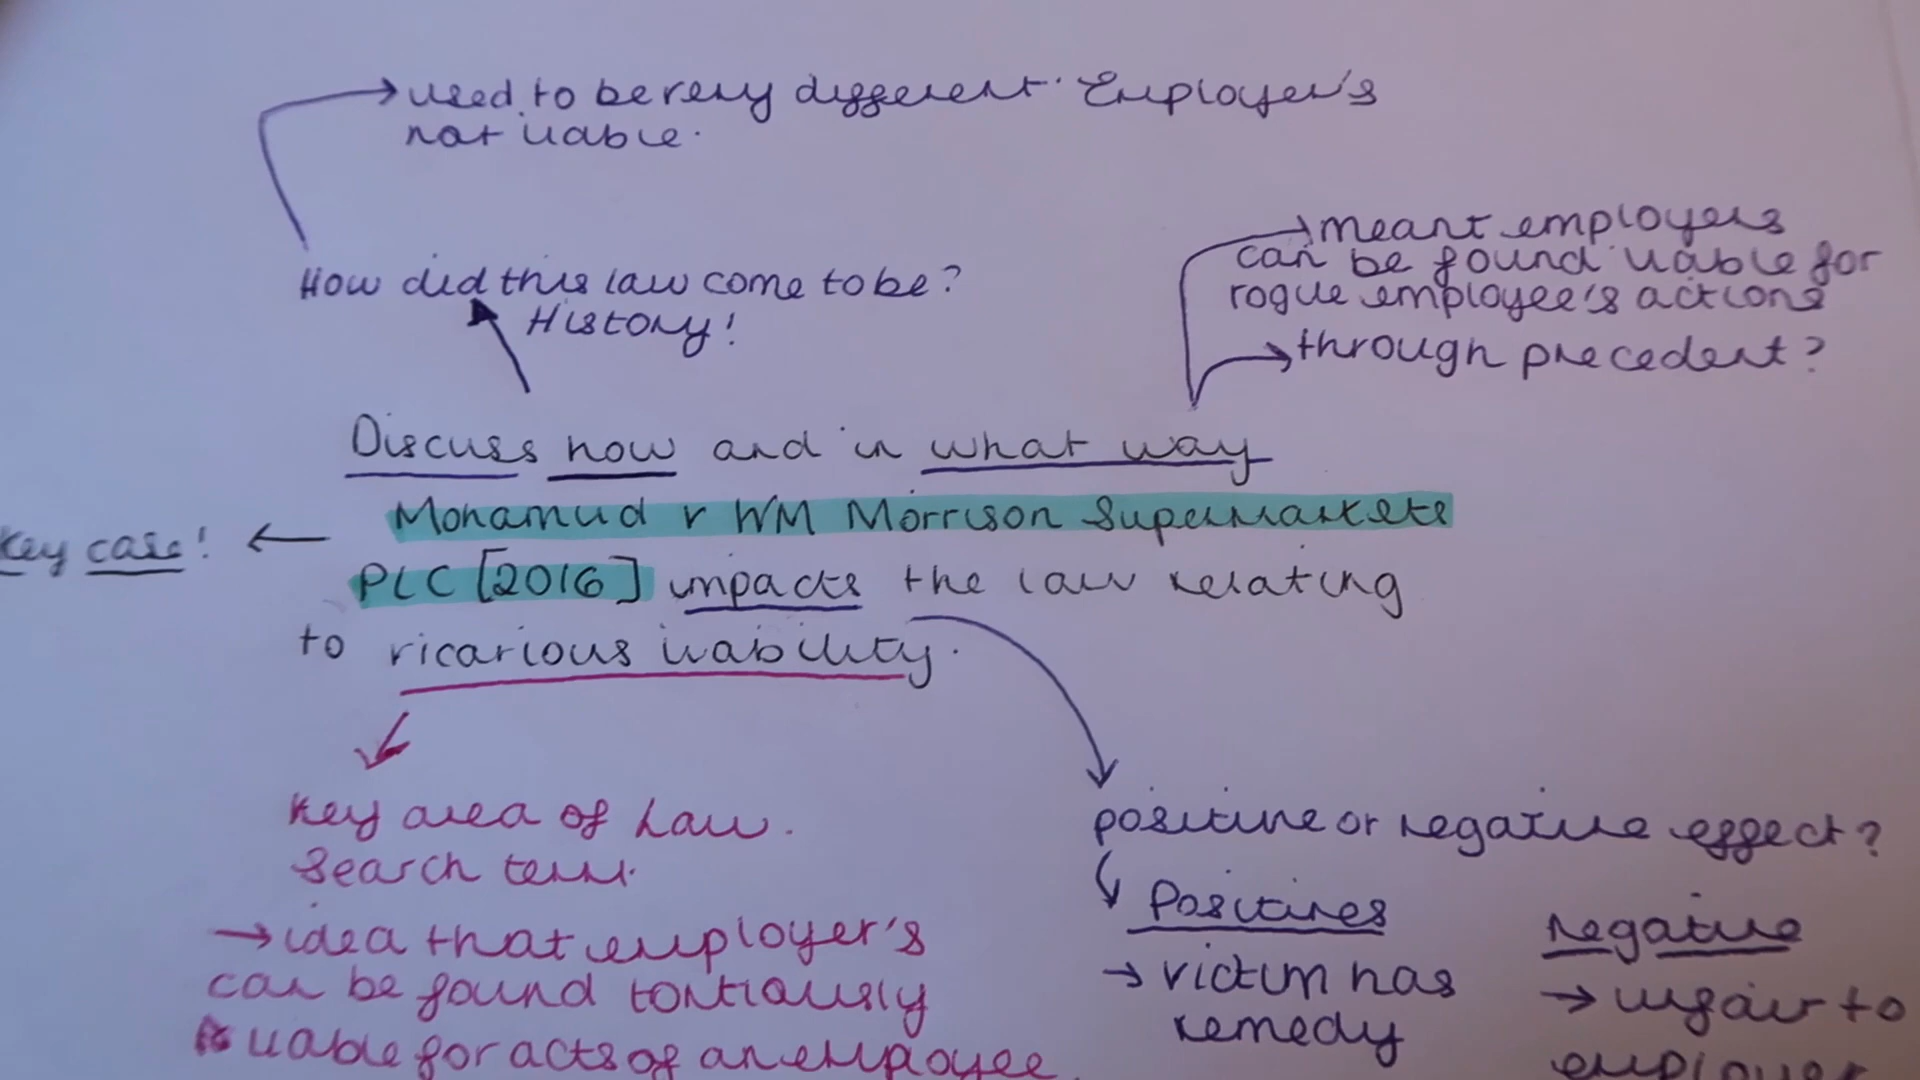 used to be very different. Employer's
not liable.
meant employers
can be found liable for
rogue employee's actions
through precedent?
How did this law come to be?
History!
Discuss how and in what way
Mohamud v WM Morrison Supermarkets
PLC [2016] impacts the law relating
to vicarious liability.
Key case!
positive or negative effect?
Positives
→ victim has
remedy
Negative
→ unfair to
employer
Key area of Law.
Search term.
→ idea that employer's
can be found tortiously
liable for acts of an employee.